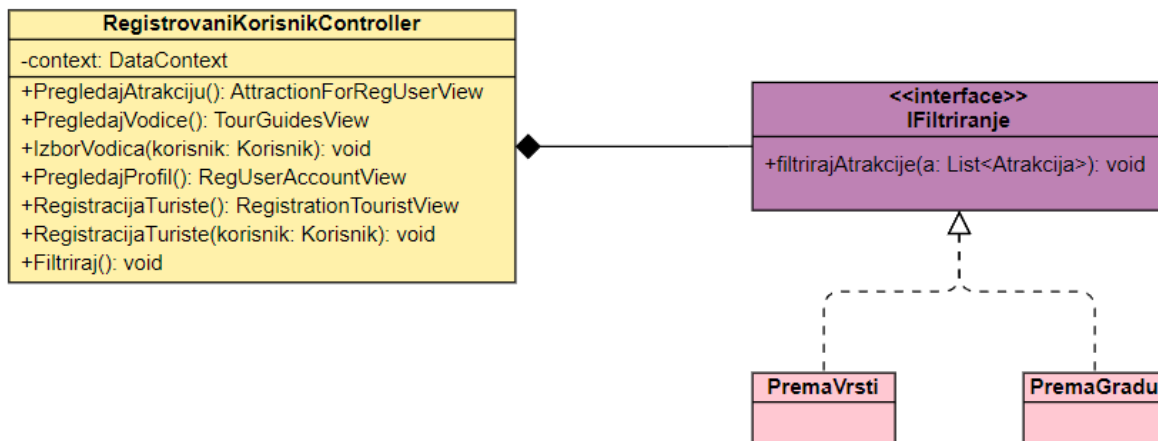 RegistrovaniKorisnikController
-context: DataContext
+PregledajAtrakciju(): AttractionForRegUserView
+PregledajVodice(): TourGuidesView
+IzborVodica(korisnik: Korisnik): void
+PregledajProfil(): RegUserAccountView
+RegistracijaTuriste(): RegistrationTouristView
+RegistracijaTuriste(korisnik: Korisnik): void
+Filtriraj(): void
<<interface>>
IFiltriranje
+filtrirajAtrakcije(a: List<Atrakcija>): void
PremaVrsti
PremaGradu